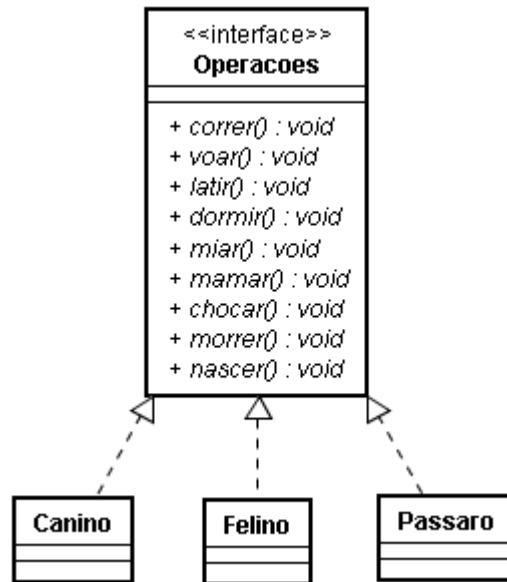 <<interface>>
Operacoes
+ correr() : void
+ voar() : void
+ latir() : void
+ dormir() : void
+ miar() : void
+ mamar() : void
+ chocar() : void
+ morrer() : void
+ nascer() : void
Canino
Felino
Passaro